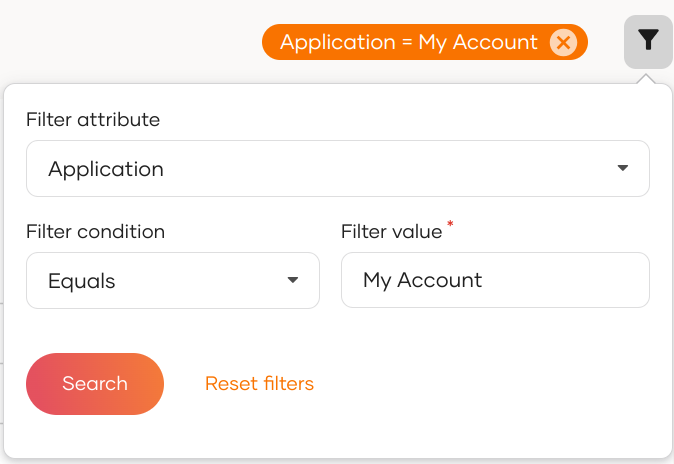 Application = My Account
Filter attribute
Application
Filter condition
Filter value *
Equals
My Account
Search
Reset filters